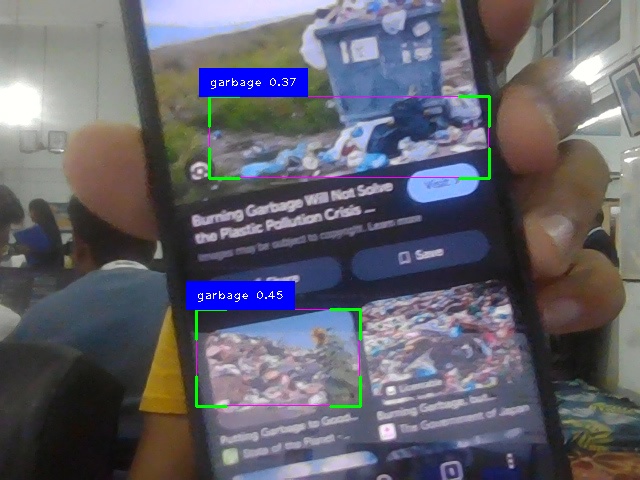 garbage 0.37
Visit
Burning Garbage Will Not Solve
the Plastic Pollution Crisis ...
Images may be subject to copyright. Learn more
Share
Save
garbage 0.45
Putting Garbage to Good...
State of the Planet
Burning Garbage, but...
The Government of Japan